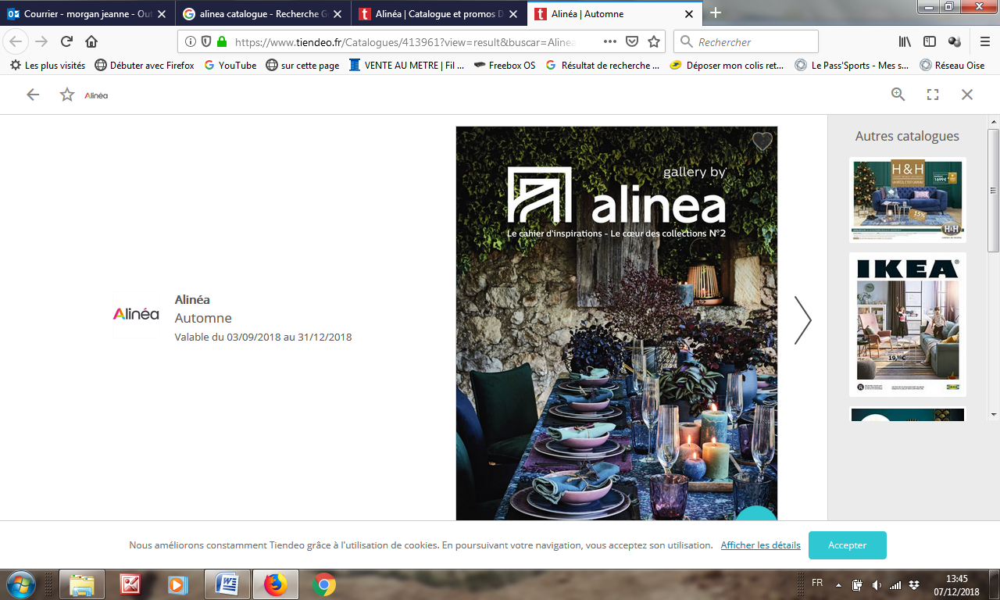 Courrier - morgan jeanne - Out
alinea catalogue - Recherche G
Alinéa | Catalogue et promos D
Alinéa | Automne
https://www.tiendeo.fr/Catalogues/413961?view=result&buscar=Alinea
Rechercher
Les plus visités
Débuter avec Firefox
YouTube
sur cette page
VENTE AU METRE | Fil ...
Freebox OS
Résultat de recherche ...
Déposer mon colis ret...
Le Pass'Sports - Mes s...
Réseau Oise
Alinéa
Autres catalogues
gallery by
alinea
Le cahier d'inspirations - Le cœur des collections N°2
Alinéa
Alinéa
Automne
Valable du 03/09/2018 au 31/12/2018
H&H
15%
H&H
IKEA
19,99€
IKEA
Nous améliorons constamment Tiendeo grâce à l'utilisation de cookies. En poursuivant votre navigation, vous acceptez son utilisation. Afficher les détails
Accepter
FR
13:45
07/12/2018